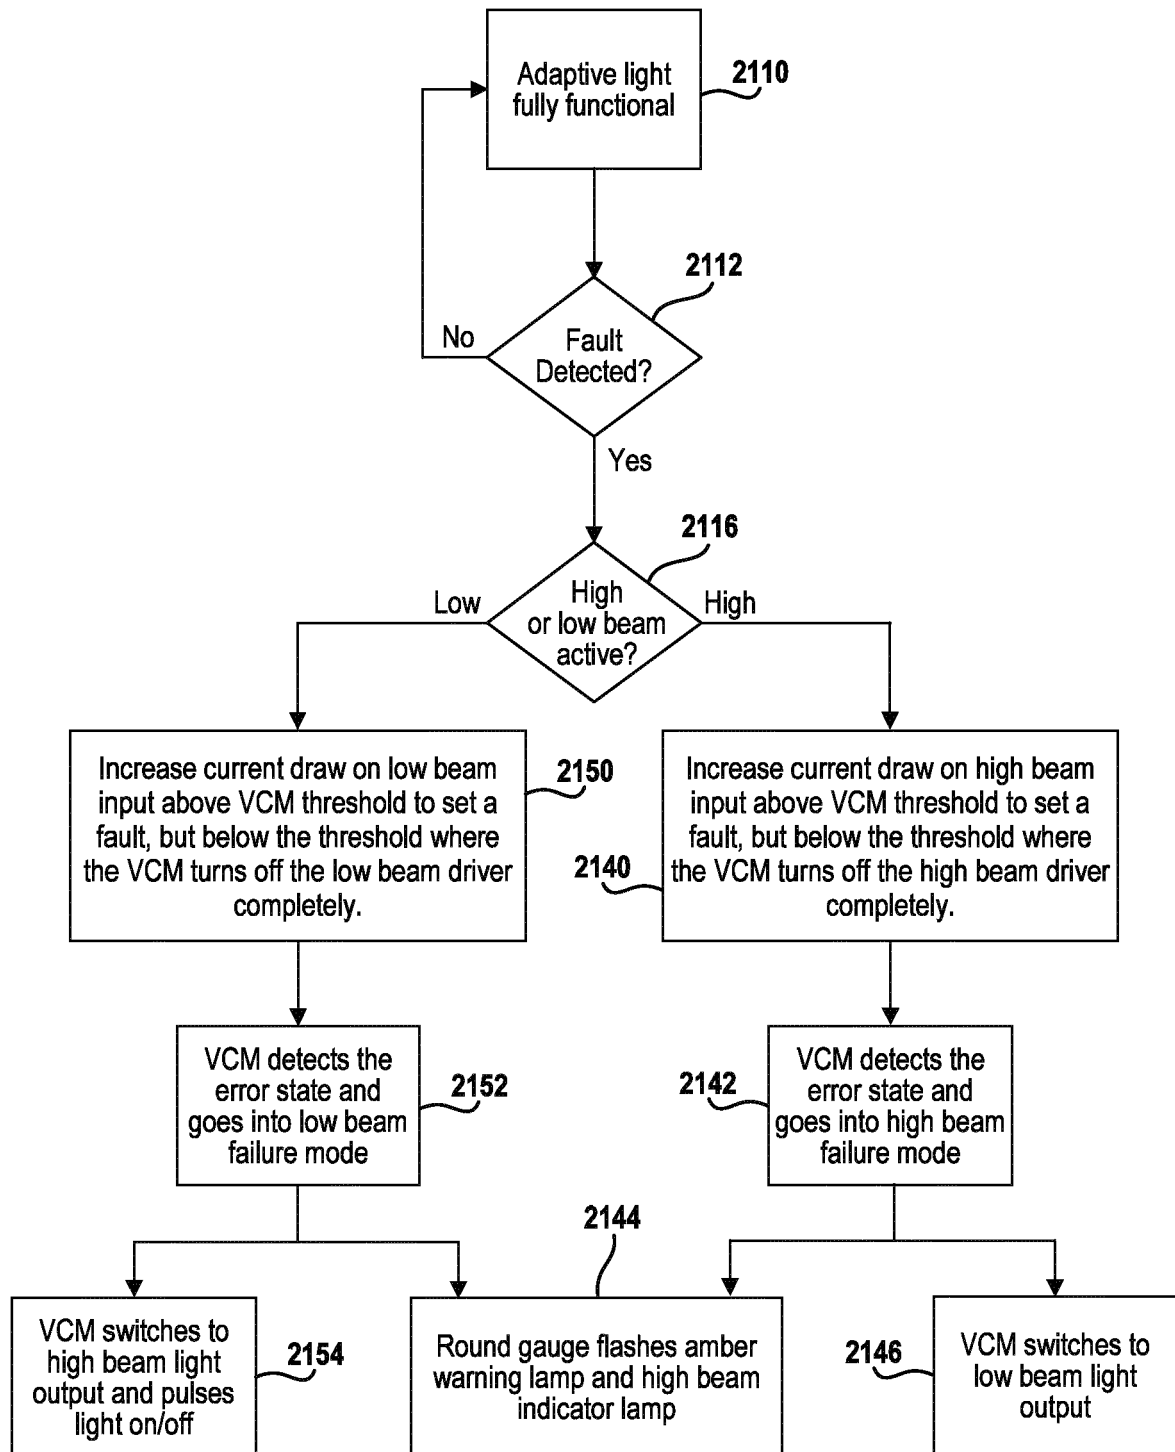 Adaptive light
fully functional
2110
2112
Fault
Detected?
No
Yes
2116
High
or low beam
active?
Low
High
Increase current draw on low beam
input above VCM threshold to set a
fault, but below the threshold where
the VCM turns off the low beam driver
completely.
2150
Increase current draw on high beam
input above VCM threshold to set a
fault, but below the threshold where
the VCM turns off the high beam driver
completely.
2140
VCM detects the
error state and
goes into low beam
failure mode
2152
VCM detects the
error state and
goes into high beam
failure mode
2142
2144
VCM switches to
high beam light
output and pulses
light on/off
2154
Round gauge flashes amber
warning lamp and high beam
indicator lamp
2146
VCM switches to
low beam light
output